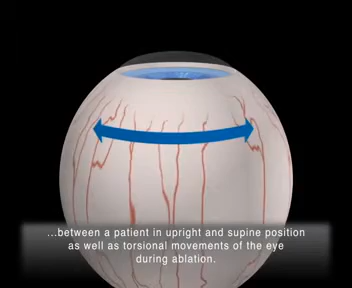 ...between a patient in upright and supine position
as well as torsional movements of the eye
during ablation.